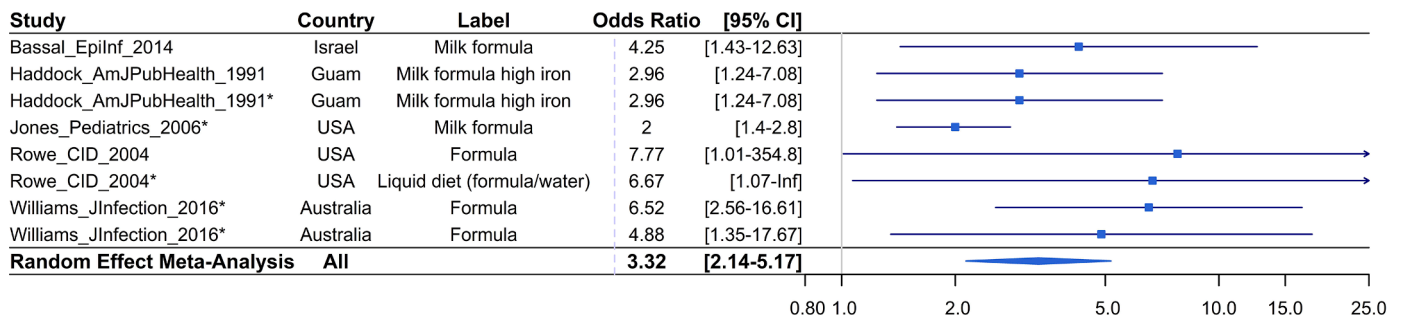 Study Country Label Odds Ratio [95% CI]
Bassal_EpiInf_2014 Israel Milk formula 4.25 [1.43-12.63]
Haddock_AmJPubHealth_1991 Guam Milk formula high iron 2.96 [1.24-7.08]
Haddock_AmJPubHealth_1991* Guam Milk formula high iron 2.96 [1.24-7.08]
Jones_Pediatrics_2006* USA Milk formula 2 [1.4-2.8]
Rowe_CID_2004 USA Formula 7.77 [1.01-354.8]
Rowe_CID_2004* USA Liquid diet (formula/water) 6.67 [1.07-Inf]
Williams_JInfection_2016* Australia Formula 6.52 [2.56-16.61]
Williams_JInfection_2016* Australia Formula 4.88 [1.35-17.67]
Random Effect Meta-Analysis All 3.32 [2.14-5.17]
0.80 1.0 2.0 5.0 10.0 15.0 25.0